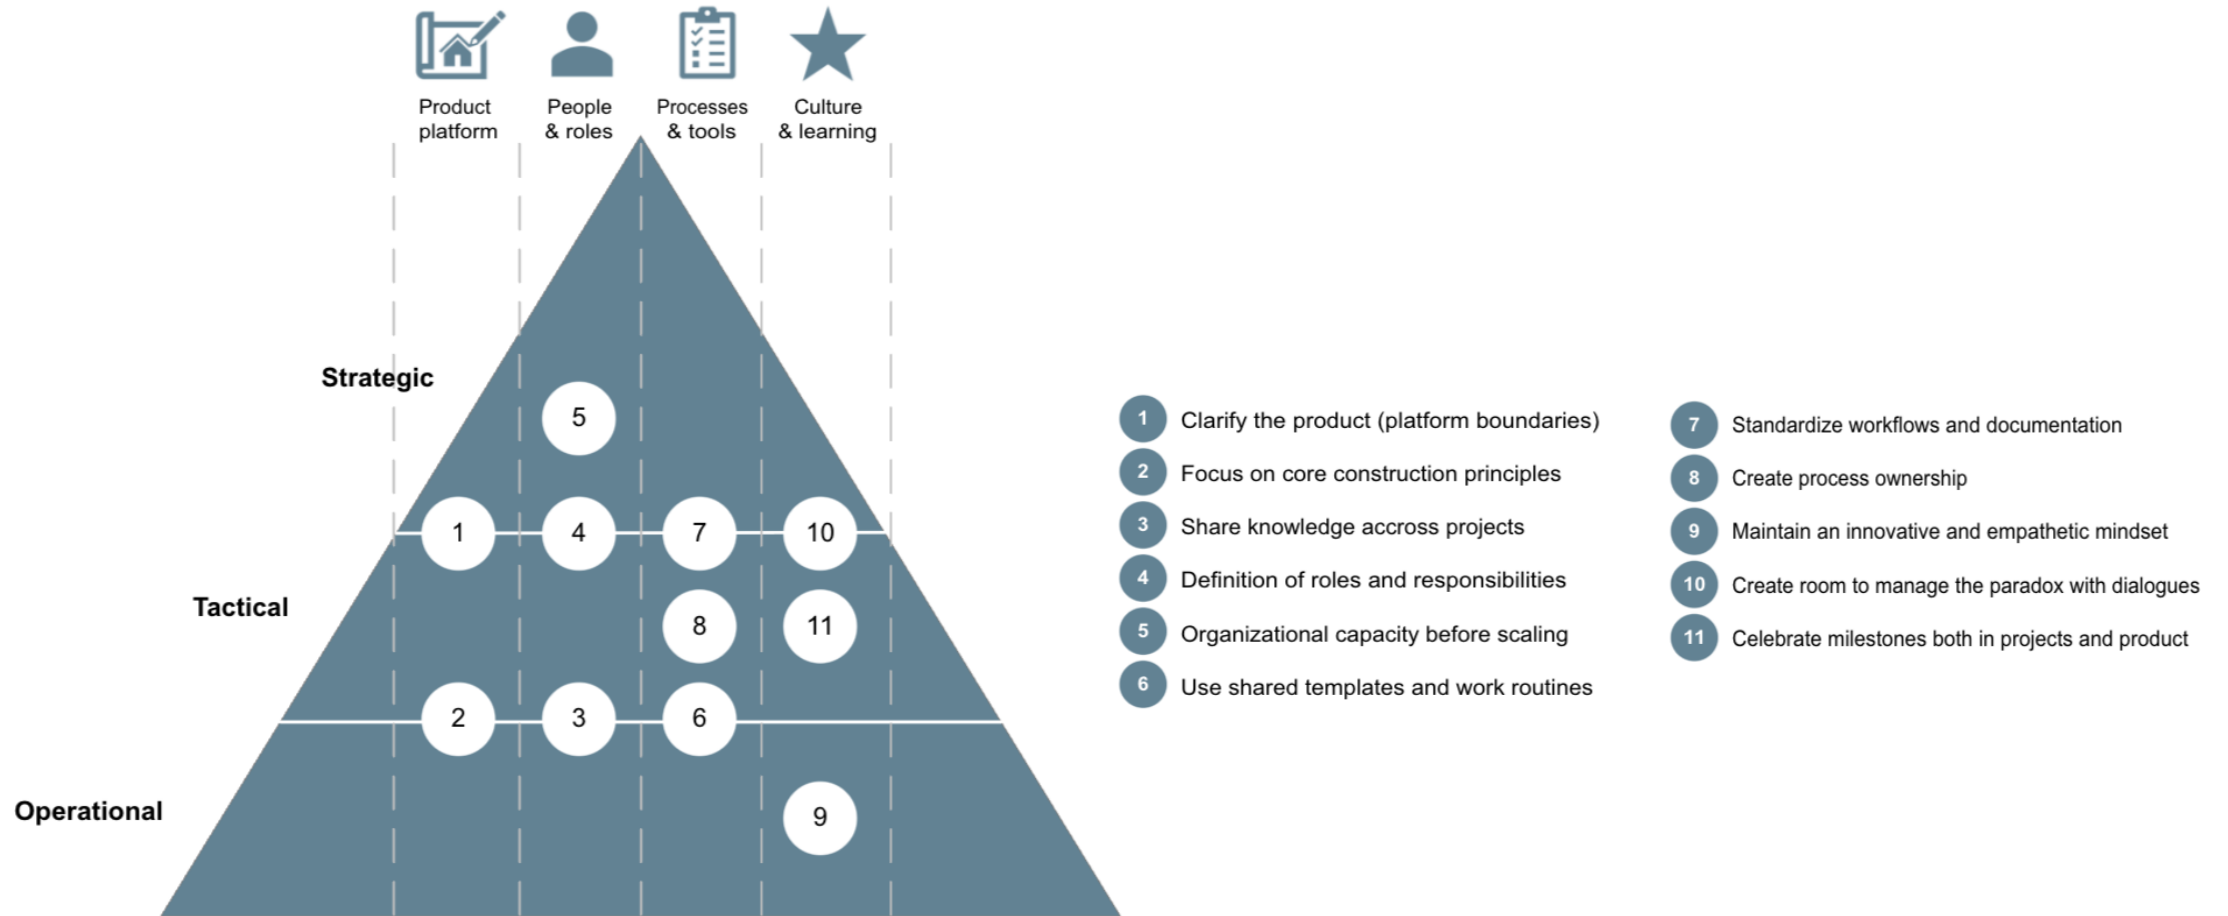 Product
platform
People
& roles
Processes
& tools
Culture
& learning
Strategic
5
1
4
7
10
Tactical
8
11
2
3
6
Operational
9
1 Clarify the product (platform boundaries)
2 Focus on core construction principles
3 Share knowledge accross projects
4 Definition of roles and responsibilities
5 Organizational capacity before scaling
6 Use shared templates and work routines
7 Standardize workflows and documentation
8 Create process ownership
9 Maintain an innovative and empathetic mindset
10 Create room to manage the paradox with dialogues
11 Celebrate milestones both in projects and product